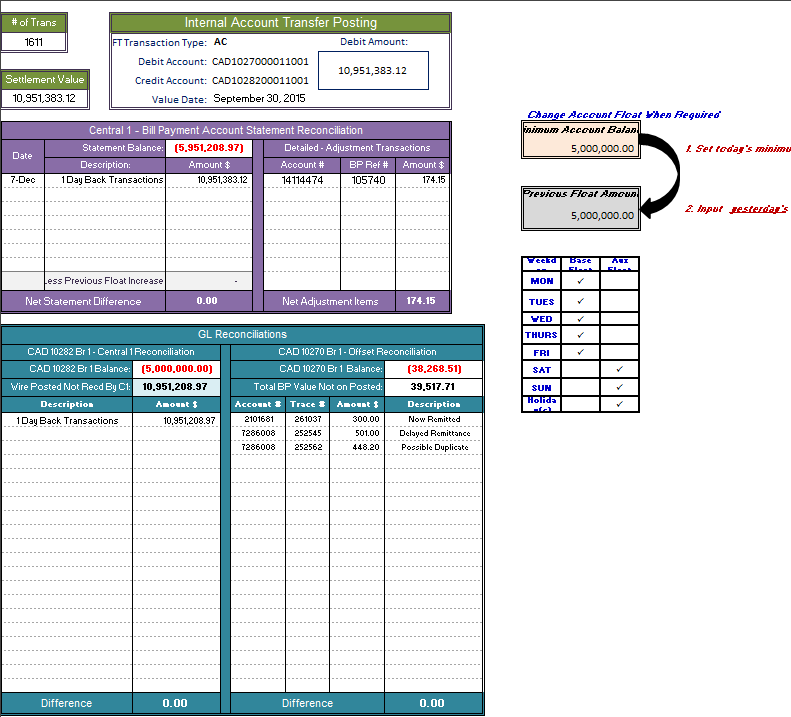 # of Trans
1611
Settlement Value
10,951,383.12
Internal Account Transfer Posting
FT Transaction Type: AC
Debit Amount:
Debit Account: CAD1027000011001
10,951,383.12
Credit Account: CAD1028200011001
Value Date: September 30, 2015
Central 1 - Bill Payment Account Statement Reconciliation
Date
Statement Balance: (5,951,208.97)
Detailed - Adjustment Transactions
Description: Amount $
Account # BP Ref # Amount $
7-Dec 1 Day Back Transactions 10,951,383.12
14114474 105740 174.15
Less Previous Float Increase -
Net Statement Difference 0.00
Net Adjustment Items 174.15
GL Reconciliations
CAD 10282 Br 1 - Central 1 Reconciliation
CAD 10270 Br 1 - Offset Reconciliation
CAD 10282 Br 1 Balance: (5,000,000.00)
CAD 10270 Br 1 Balance: (38,268.51)
Wire Posted Not Recd By C1: 10,951,208.97
Total BP Value Not on Posted: 39,517.71
Description Amount $
Account # Trace # Amount $ Description
1 Day Back Transactions 10,951,208.97
2101681 261037 300.00 Now Remitted
7286008 252545 501.00 Delayed Remittance
7286008 252562 448.20 Possible Duplicate
Difference 0.00
Difference 0.00
Change Account Float When Required
inimum Account Balan
5,000,000.00
1. Set today's minimu
Previous Float Amoun
5,000,000.00
2. Input yesterday's
Base Aux
MON ✓
TUES ✓
WED ✓
THURS ✓
FRI ✓
SAT ✓
SUN ✓
Holida ✓